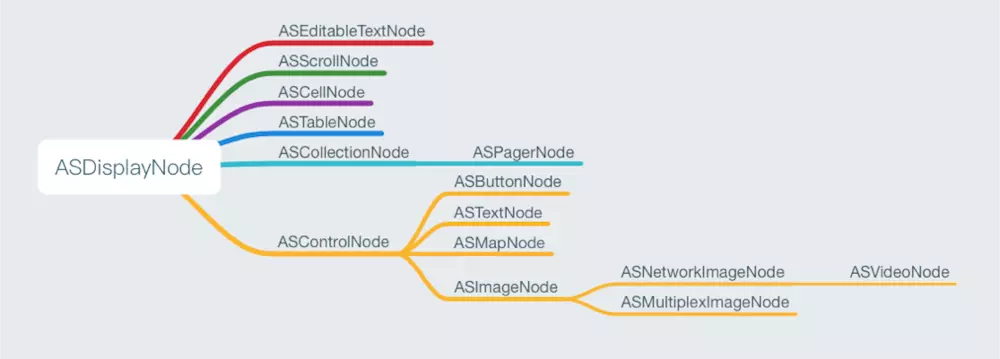 ASEditableTextNode
ASScrollNode
ASCellNode
ASTableNode
ASDisplayNode
ASCollectionNode
ASPagerNode
ASButtonNode
ASTextNode
ASControlNode
ASMapNode
ASImageNode
ASNetworkImageNode
ASVideoNode
ASMultiplexImageNode